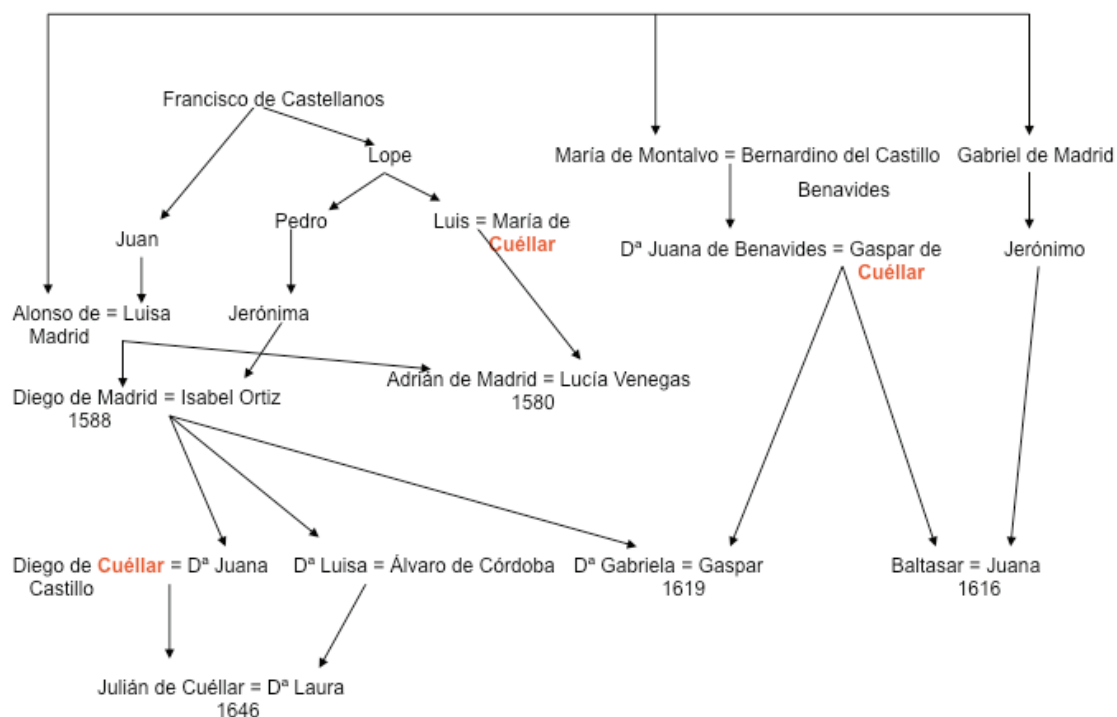 Francisco de Castellanos
Lope
María de Montalvo = Bernardino del Castillo
Benavides
Gabriel de Madrid
Juan
Pedro
Luis = María de
Cuéllar
Dª Juana de Benavides = Gaspar de
Cuéllar
Jerónimo
Alonso de = Luisa
Madrid
Jerónima
Diego de Madrid = Isabel Ortiz
1588
Adrián de Madrid = Lucía Venegas
1580
Diego de Cuéllar = Dª Juana
Castillo
Dª Luisa = Álvaro de Córdoba
Dª Gabriela = Gaspar
1619
Baltasar = Juana
1616
Julián de Cuéllar = Dª Laura
1646